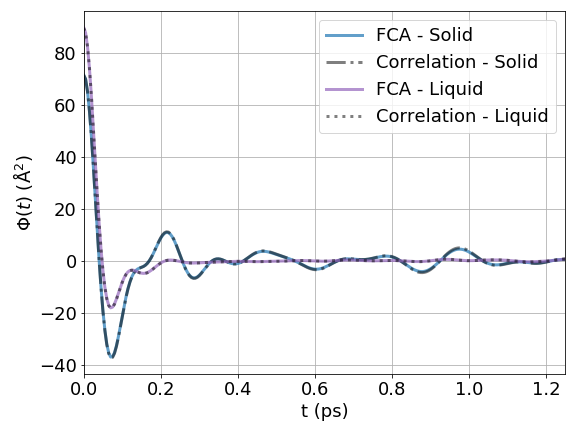 FCA - Solid
Correlation - Solid
FCA - Liquid
Correlation - Liquid
80
60
40
20
0
−20
−40
Φ(t) (Å²)
0.0 0.2 0.4 0.6 0.8 1.0 1.2
t (ps)